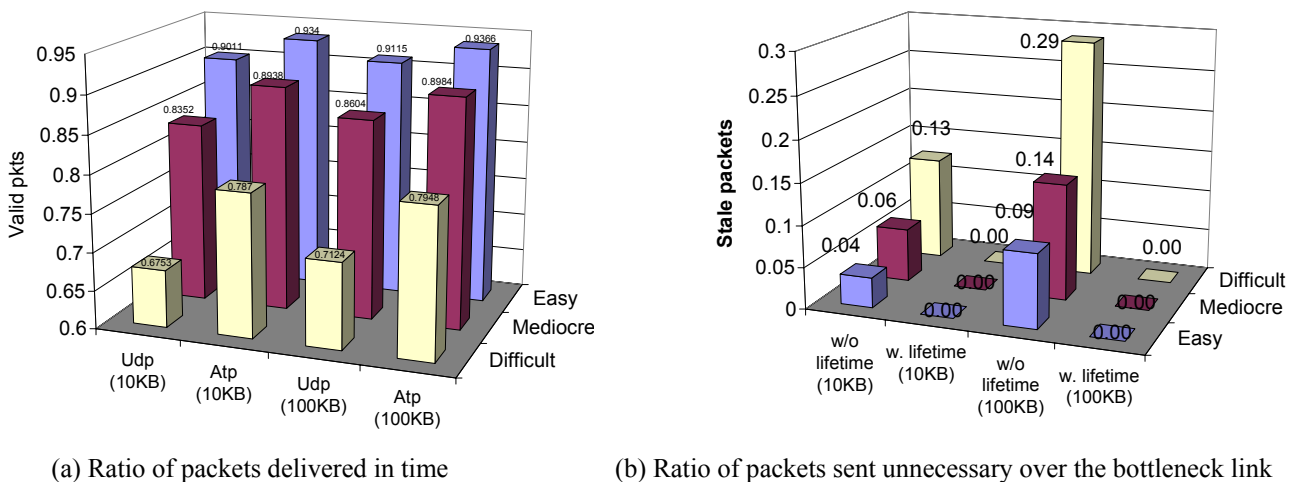 0.95
0.9
0.85
0.8
0.75
0.7
0.65
0.6
Valid pkts
0.9011
0.934
0.9115
0.9366
0.8352
0.8938
0.8604
0.8984
0.6753
0.787
0.7124
0.7948
Easy
Mediocre
Difficult
Udp
(10KB)
Atp
(10KB)
Udp
(100KB)
Atp
(100KB)
(a) Ratio of packets delivered in time
0.3
0.25
0.2
0.15
0.1
0.05
0
Stale packets
0.13
0.00
0.29
0.00
0.06
0.00
0.14
0.00
0.04
0.00
0.09
0.00
Difficult
Mediocre
Easy
w/o
lifetime
(10KB)
w. lifetime
(10KB)
w/o
lifetime
(100KB)
w. lifetime
(100KB)
(b) Ratio of packets sent unnecessary over the bottleneck link